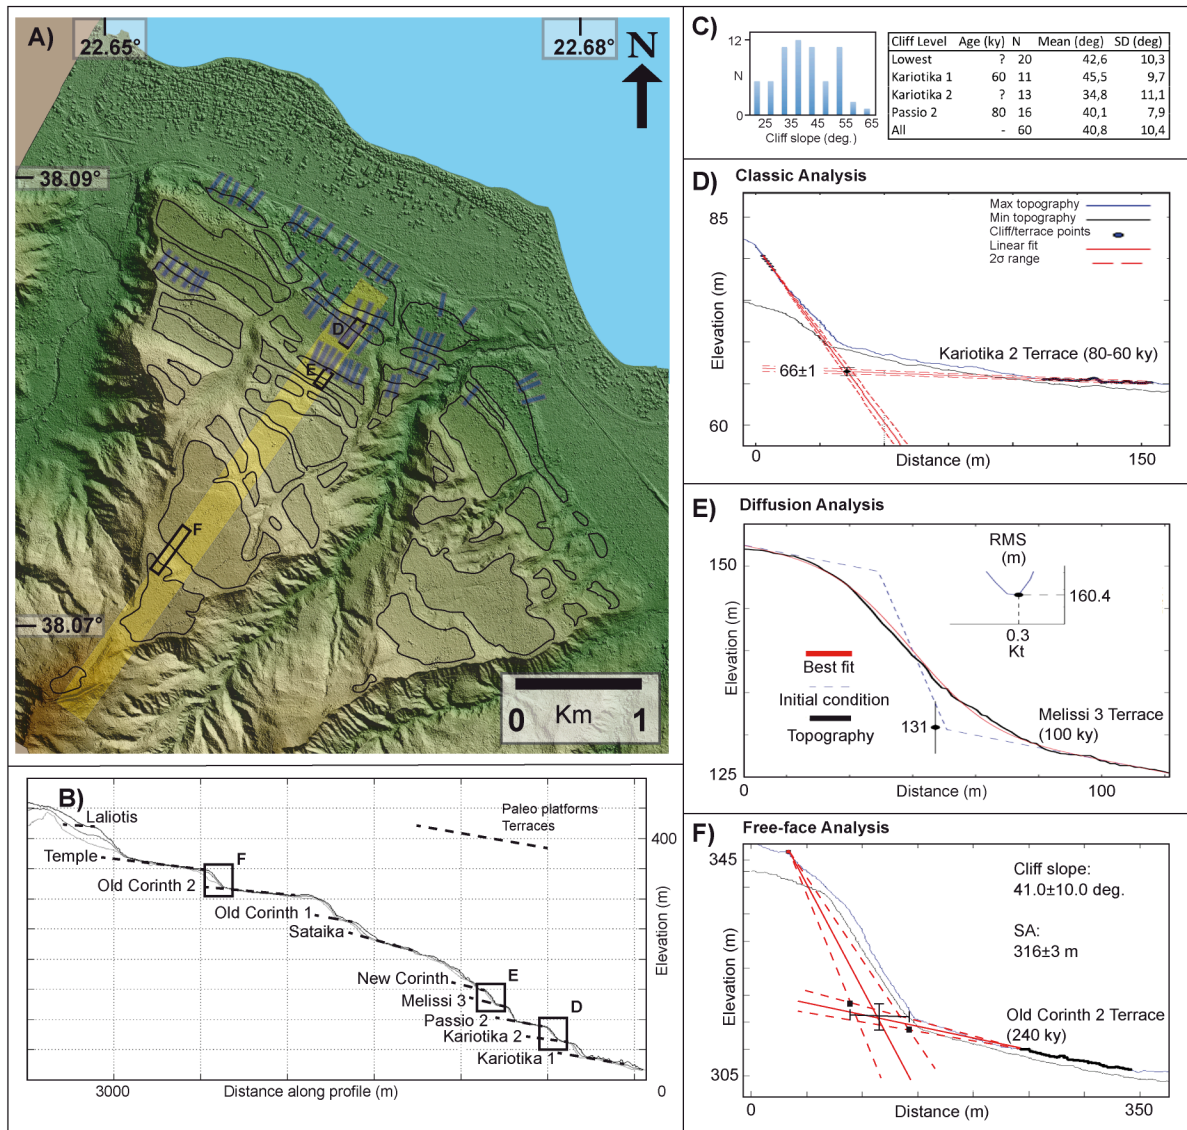 A)
22.65°
22.68°
N
38.09°
38.07°
D
E
F
0 Km 1
B)
Laliotis
Temple
Old Corinth 2
Old Corinth 1
Sataika
New Corinth
Melissi 3
Passio 2
Kariotika 2
Kariotika 1
F
E
D
Paleo platforms
Terraces
400
Elevation (m)
0
3000
Distance along profile (m)
C)
12
N
0
25 35 45 55 65
Cliff slope (deg.)
Cliff Level Age (ky) N Mean (deg) SD (deg)
Lowest ? 20 42,6 10,3
Kariotika 1 60 11 45,5 9,7
Kariotika 2 ? 13 34,8 11,1
Passio 2 80 16 40,1 7,9
All - 60 40,8 10,4
D) Classic Analysis
Max topography
Min topography
Cliff/terrace points
Linear fit
2σ range
85
Elevation (m)
60
Kariotika 2 Terrace (80-60 ky)
66±1
0 Distance (m) 150
E) Diffusion Analysis
150
Elevation (m)
125
RMS
(m)
160.4
0.3
Kt
Best fit
Initial condition
Topography
131
Melissi 3 Terrace
(100 ky)
0 Distance (m) 100
F) Free-face Analysis
345
Elevation (m)
305
Cliff slope:
41.0±10.0 deg.
SA:
316±3 m
Old Corinth 2 Terrace
(240 ky)
0 Distance (m) 350